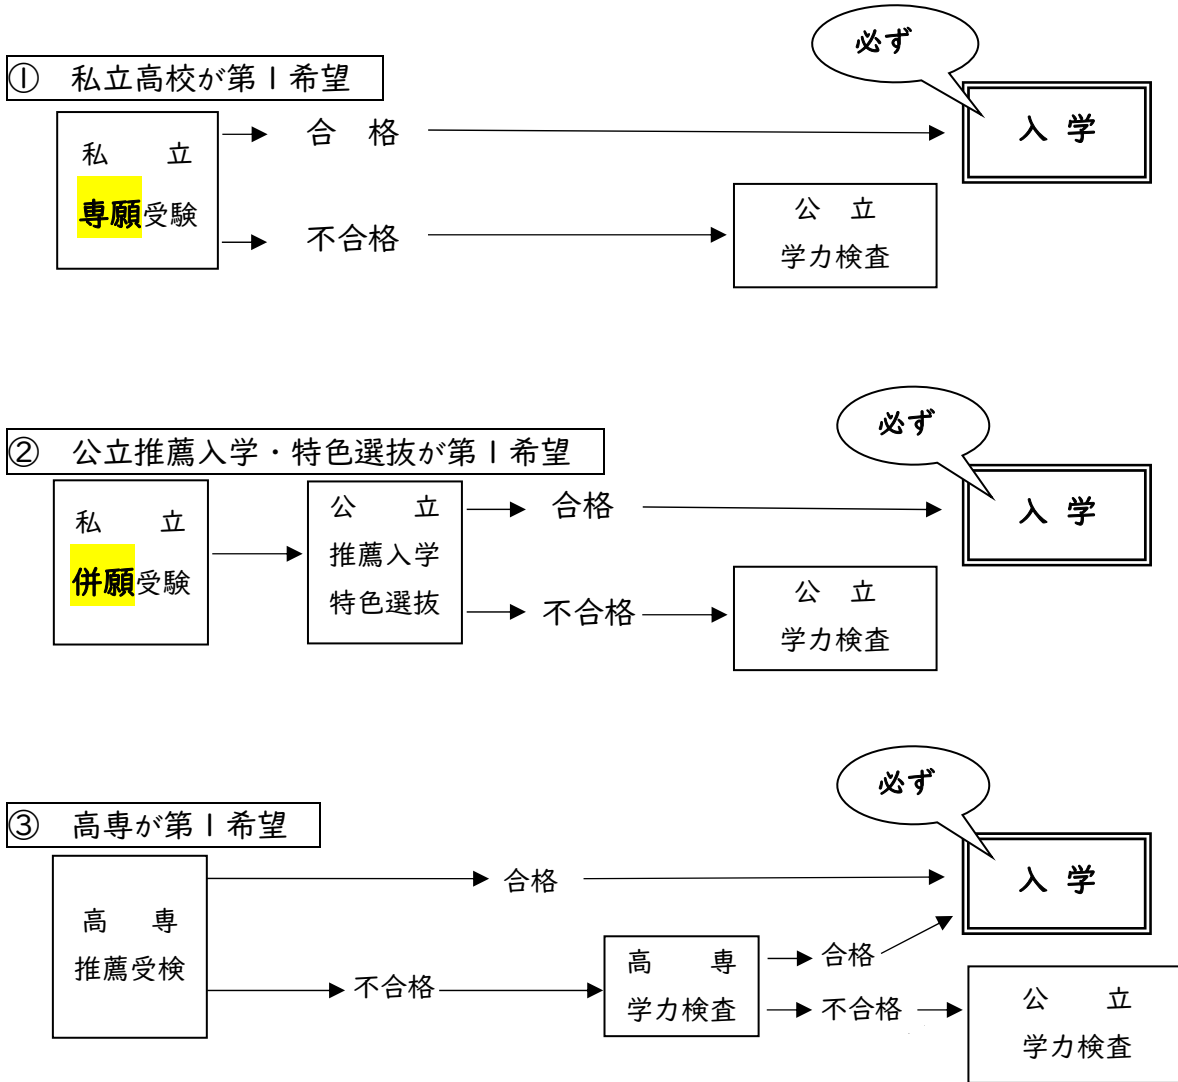 必ず
① 私立高校が第１希望
入 学
合 格
私 立
専願受験
不合格
公 立
学力検査
必ず
② 公立推薦入学・特色選抜が第１希望
入 学
私 立
併願受験
公 立
推薦入学
特色選抜
合格
不合格
公 立
学力検査
必ず
③ 高専が第１希望
入 学
高 専
推薦受検
合格
不合格
高 専
学力検査
合格
不合格
公 立
学力検査